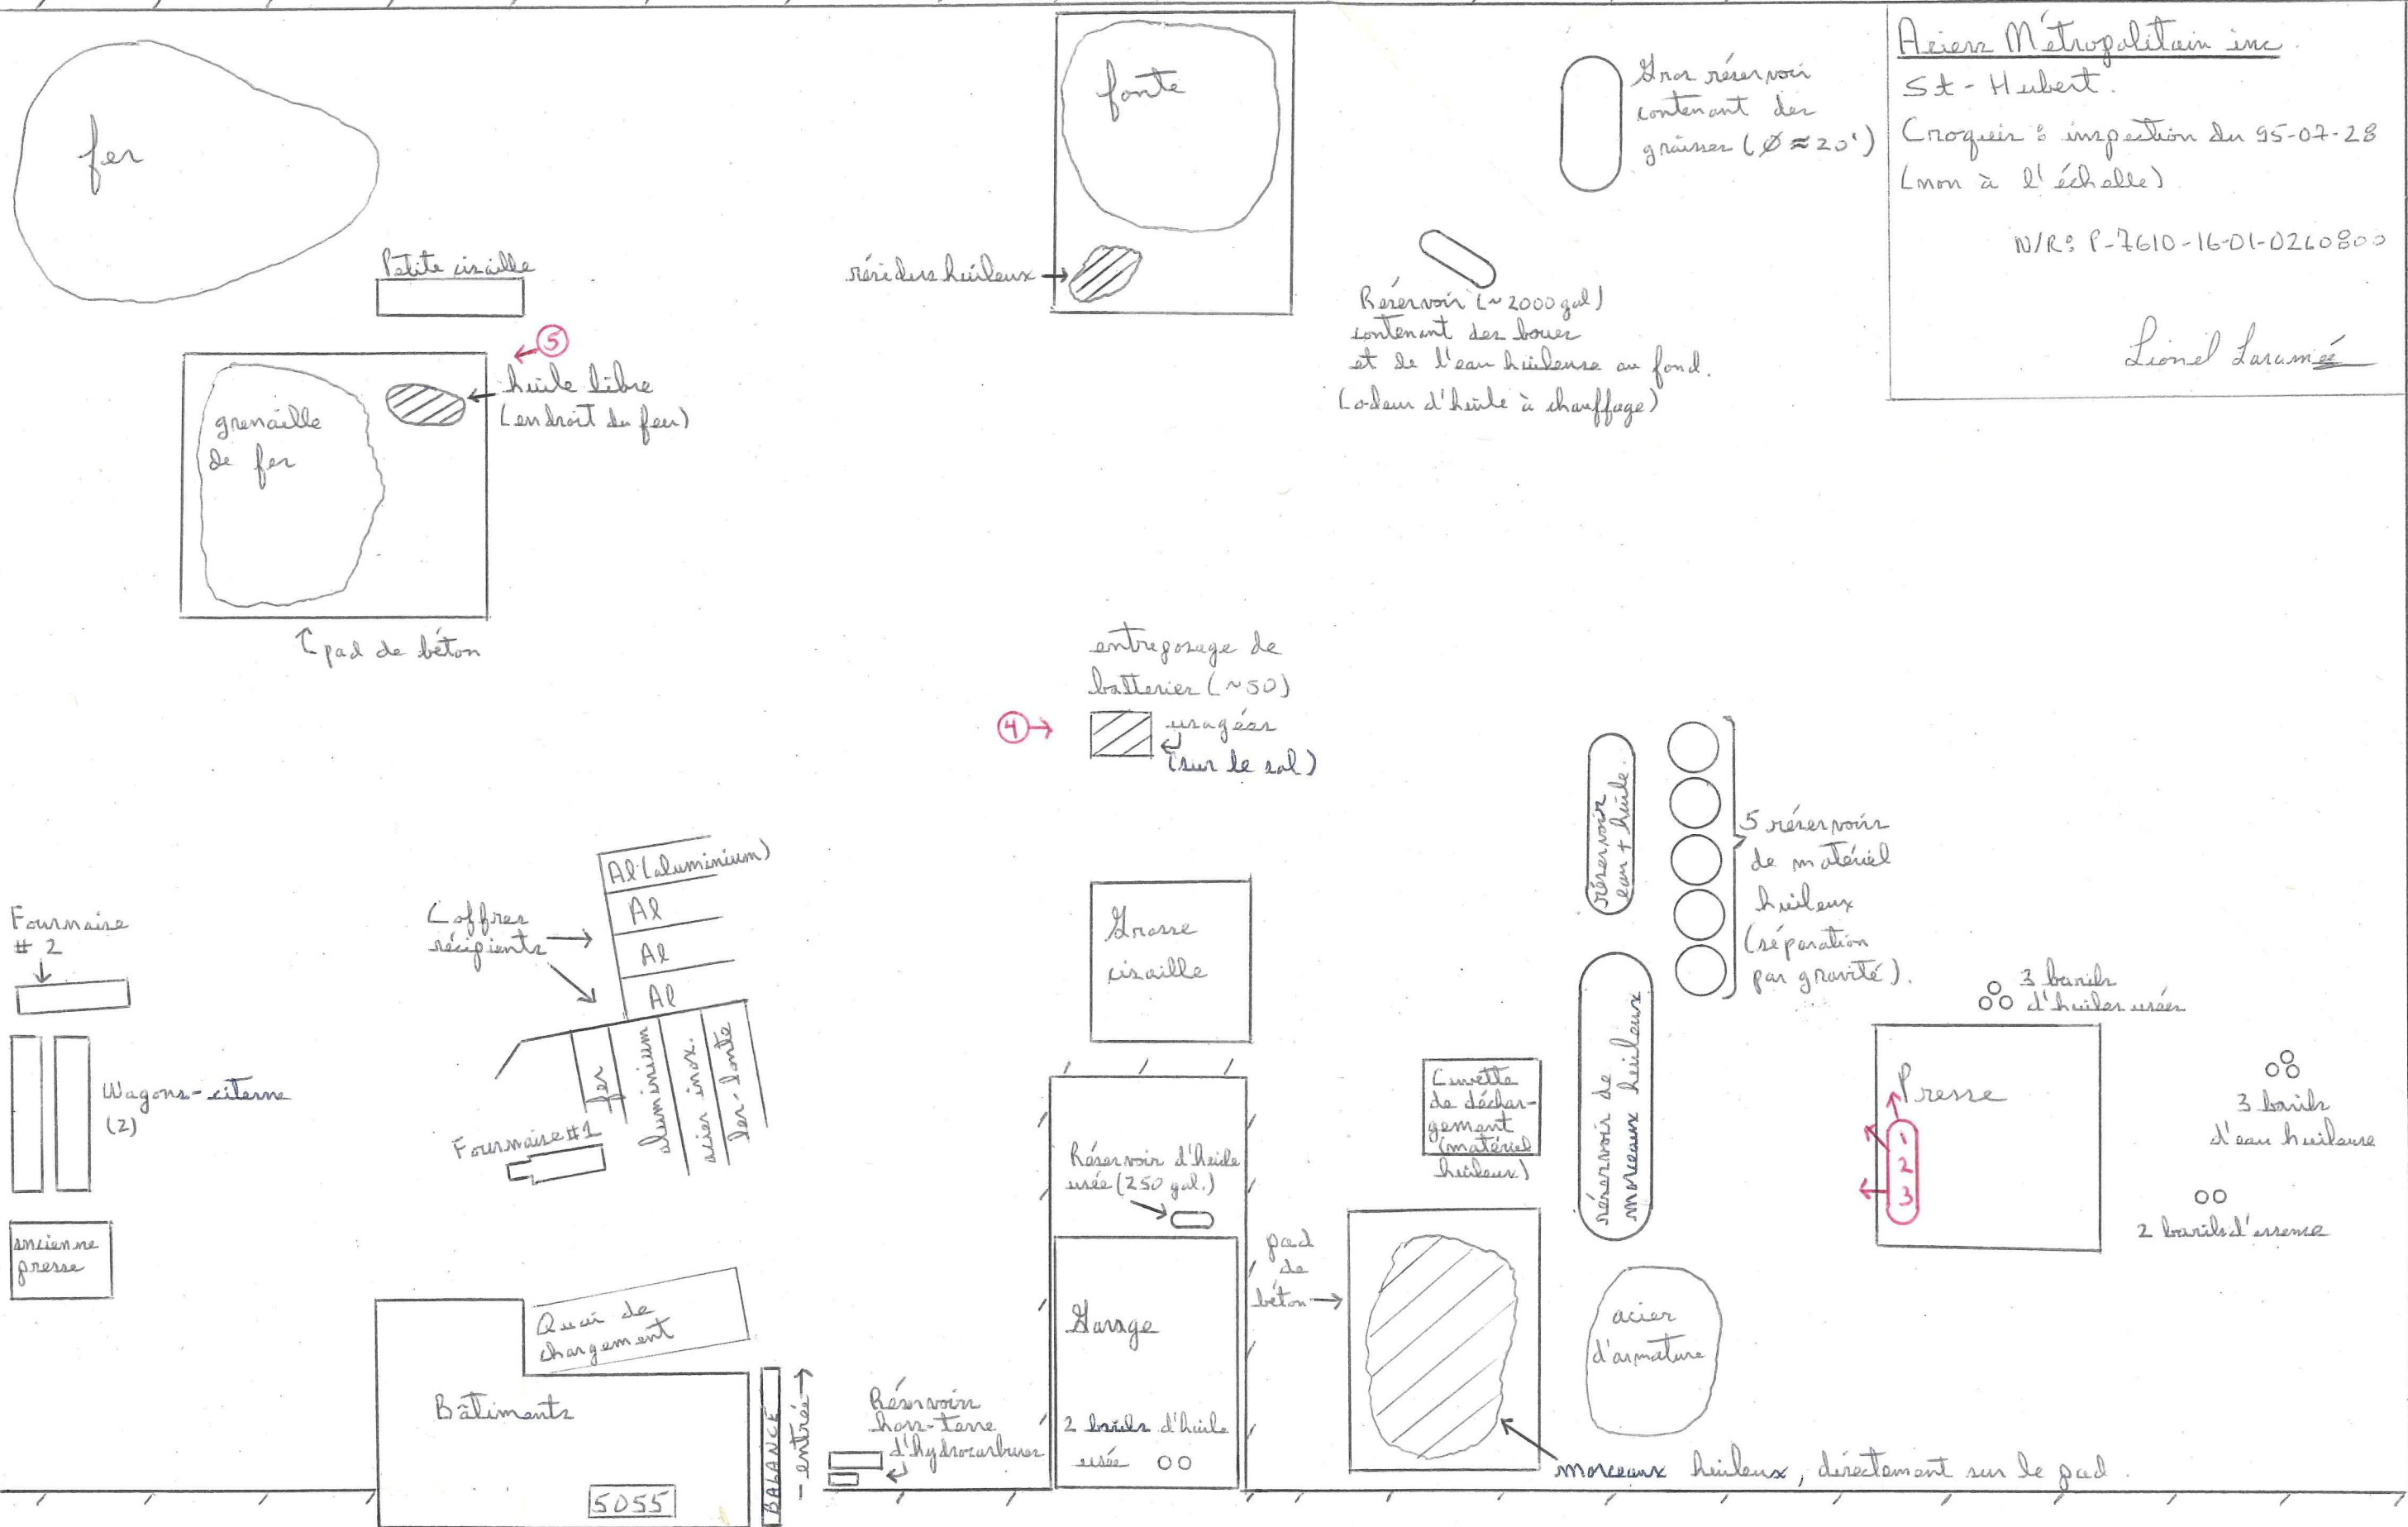 Aciers Métropolitain inc.
St-Hubert.
Croquis : inspection du 95-07-28
(non à l'échelle)
N/R: P-7610-16-01-0260800
Lionel Laramée
fer
fonte
Gros réservoir
contenant des
graisses (Ø ≈ 20')
Petite cisaille
résidus huileux
Réservoir (~2000 gal)
contenant des boues
et de l'eau huileuse au fond.
(odeur d'huile à chauffage)
5
huile libre
(endroit du feu)
grenaille
de fer
pad de béton
entreposage de
batteries (~50)
usagées
(sur le sol)
4
réservoir
eau + huile.
5 réservoirs
de matériel
huileux
(séparation
par gravité).
Al (aluminium)
Al
Al
Al
Coffres
récipients
fer
aluminium
acier inox.
fer-fonte
Fournaise
# 2
Wagons-citerne
(2)
Fournaise #1
ancienne
presse
Grosse
cisaille
Cuvette
de déchar-
gement
(matériel
huileux)
réservoir de
morceaux huileux
3 barils
d'huiles usées
Presse
1
2
3
3 barils
d'eau huileuse
2 barils d'essence
Réservoir d'huile
usée (250 gal.)
pad
de
béton
Quai de
chargement
Garage
acier
d'armature
Bâtiments
5055
BALANCE
entrée
Réservoirs
hors-terre
d'hydrocarbures
2 barils d'huile
usée
morceaux huileux, directement sur le pad.